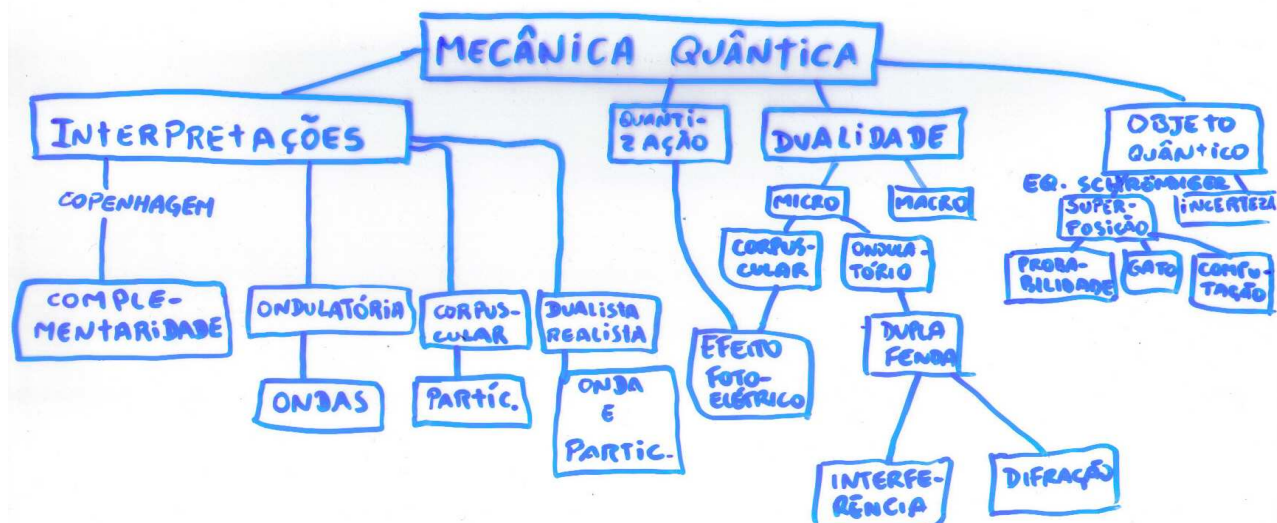 MECÂNICA QUÂNTICA
INTERPRETAÇÕES
QUANTI-
ZAÇÃO
DUALIDADE
OBJETO
QUÂNTICO
COPENHAGEM
MICRO
MACRO
EQ. SCHRÖNDIGER
INCERTEZA
SUPER-
POSIÇÃO
CORPUS-
CULAR
ONDULA-
TÓRIO
PROBA-
BILIDADE
GATO
COMPU-
TAÇÃO
COMPLE-
MENTARIDADE
ONDULATÓRIA
CORPUS-
CULAR
DUALISTA
REALISTA
EFEITO
FOTO-
ELÉTRICO
DUPLA
FENDA
ONDAS
PARTÍC.
ONDA
E
PARTIC.
INTERFE-
RÊNCIA
DIFRAÇÃO